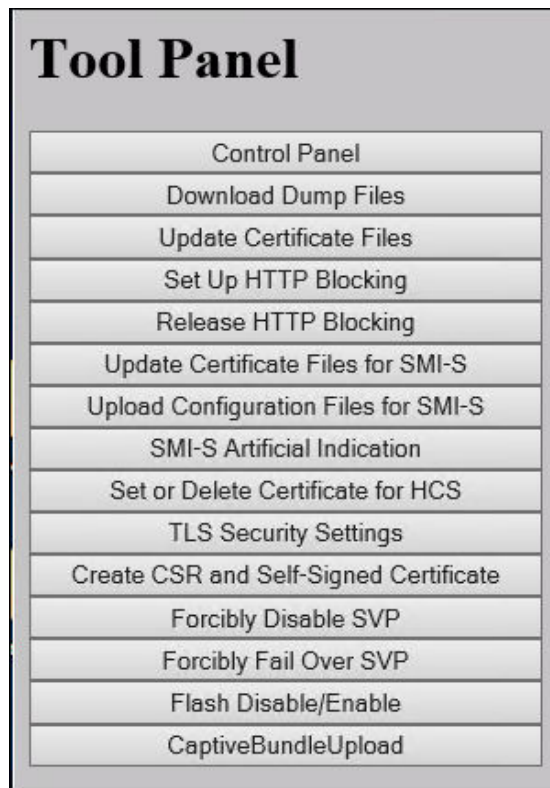 Tool Panel
Control Panel
Download Dump Files
Update Certificate Files
Set Up HTTP Blocking
Release HTTP Blocking
Update Certificate Files for SMI-S
Upload Configuration Files for SMI-S
SMI-S Artificial Indication
Set or Delete Certificate for HCS
TLS Security Settings
Create CSR and Self-Signed Certificate
Forcibly Disable SVP
Forcibly Fail Over SVP
Flash Disable/Enable
CaptiveBundleUpload